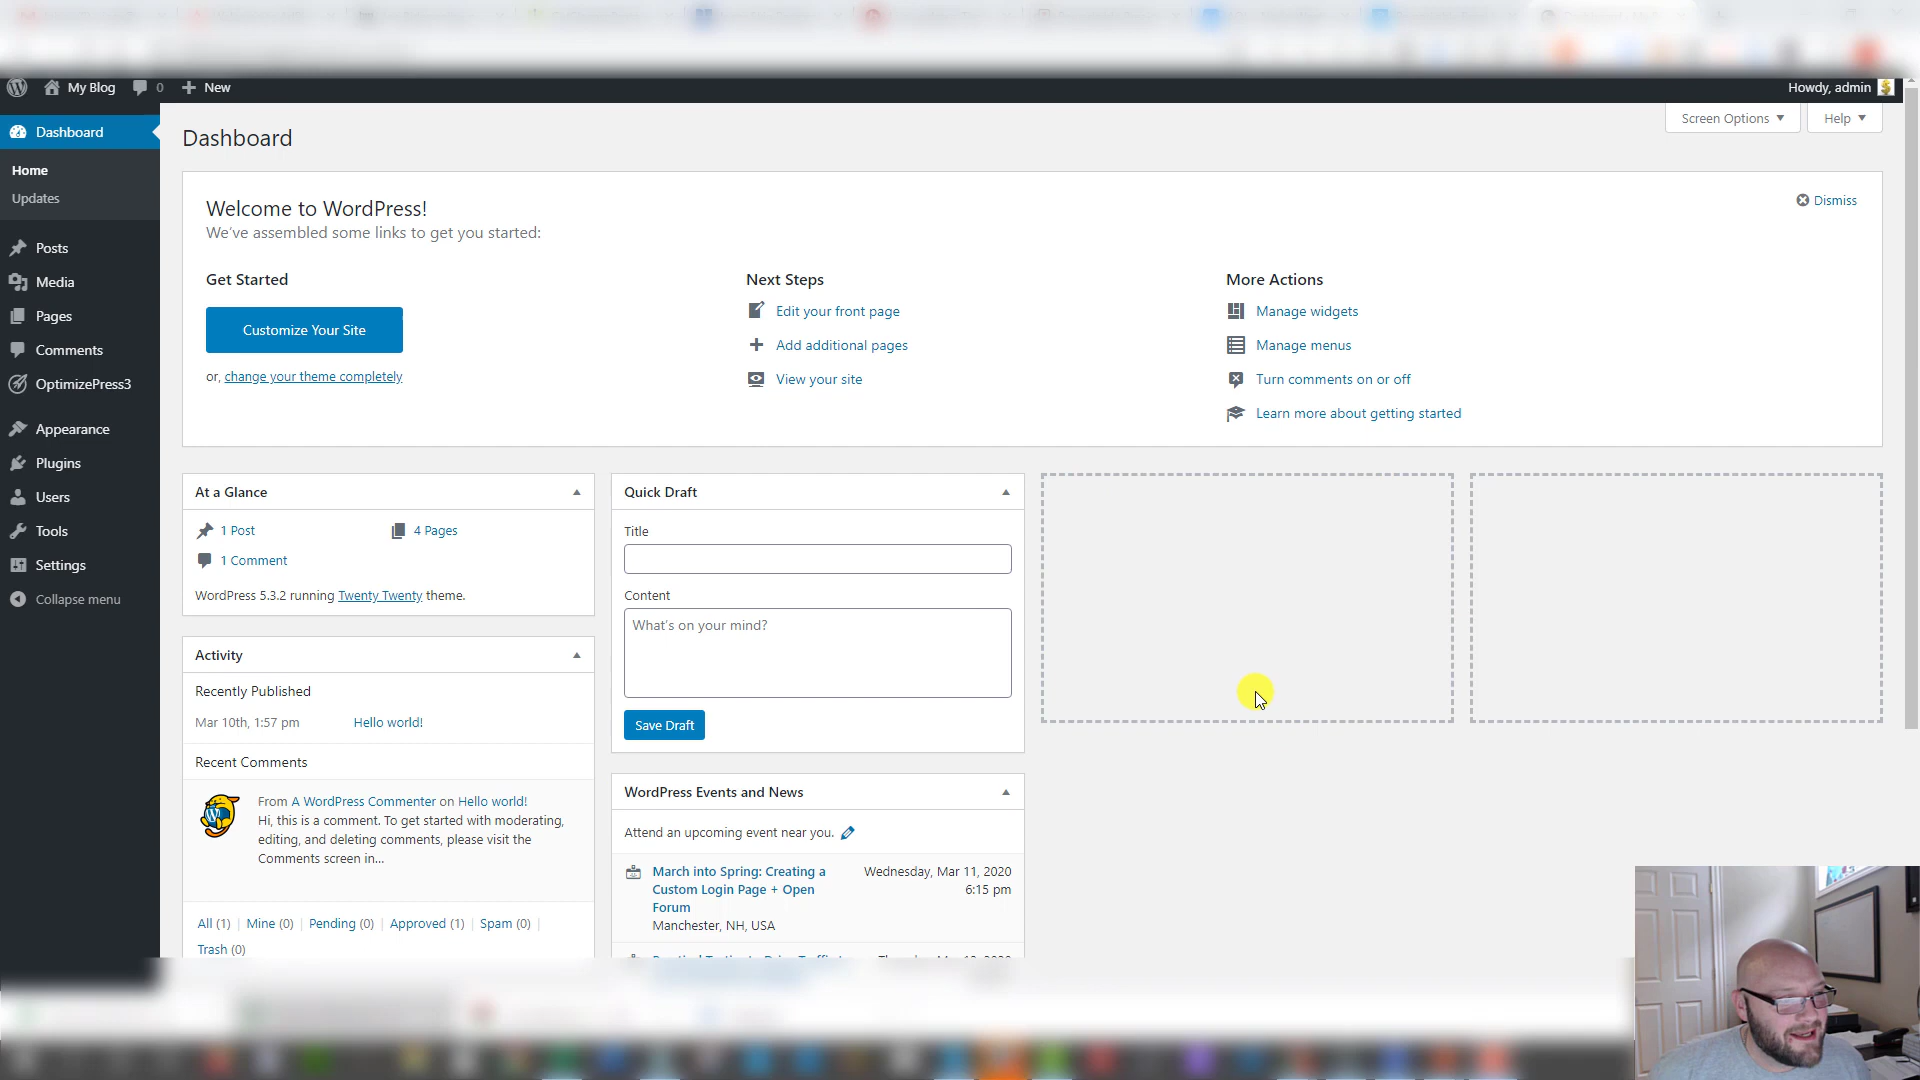 My Blog
0
New
Howdy, admin
Dashboard
Home
Updates
Posts
Media
Pages
Comments
OptimizePress3
Appearance
Plugins
Users
Tools
Settings
Collapse menu
Dashboard
Screen Options
Help
Welcome to WordPress!
We've assembled some links to get you started:
Dismiss
Get Started
Customize Your Site
or, change your theme completely
Next Steps
Edit your front page
Add additional pages
View your site
More Actions
Manage widgets
Manage menus
Turn comments on or off
Learn more about getting started
At a Glance
1 Post
4 Pages
1 Comment
WordPress 5.3.2 running Twenty Twenty theme.
Activity
Recently Published
Mar 10th, 1:57 pm
Hello world!
Recent Comments
From A WordPress Commenter on Hello world!
Hi, this is a comment. To get started with moderating,
editing, and deleting comments, please visit the
Comments screen in...
All (1) | Mine (0) | Pending (0) | Approved (1) | Spam (0) |
Trash (0)
Quick Draft
Title
Content
What's on your mind?
Save Draft
WordPress Events and News
Attend an upcoming event near you.
March into Spring: Creating a
Custom Login Page + Open
Forum
Manchester, NH, USA
Wednesday, Mar 11, 2020
6:15 pm